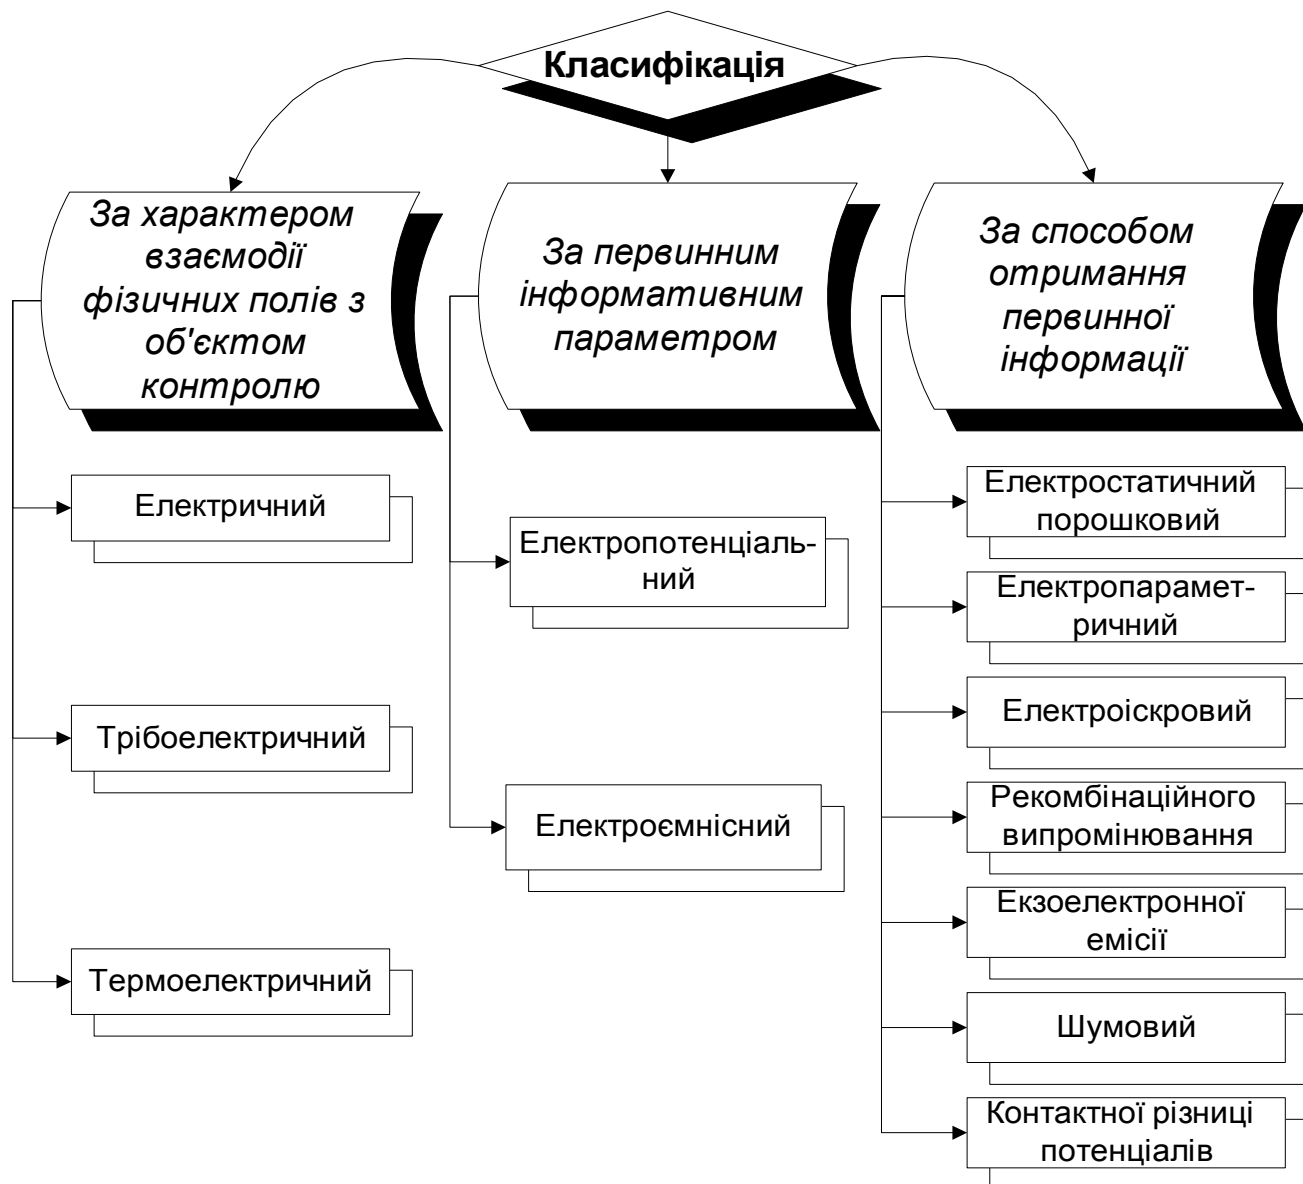 Класифікація
За характером
взаємодії
фізичних полів з
об'єктом
контролю
Електричний
Трібоелектричний
Термоелектричний
За первинним
інформативним
параметром
Електропотенціаль-
ний
Електроємнісний
За способом
отримання
первинної
інформації
Електростатичний
порошковий
Електропарамет-
ричний
Електроіскровий
Рекомбінаційного
випромінювання
Екзоелектронної
емісії
Шумовий
Контактної різниці
потенціалів